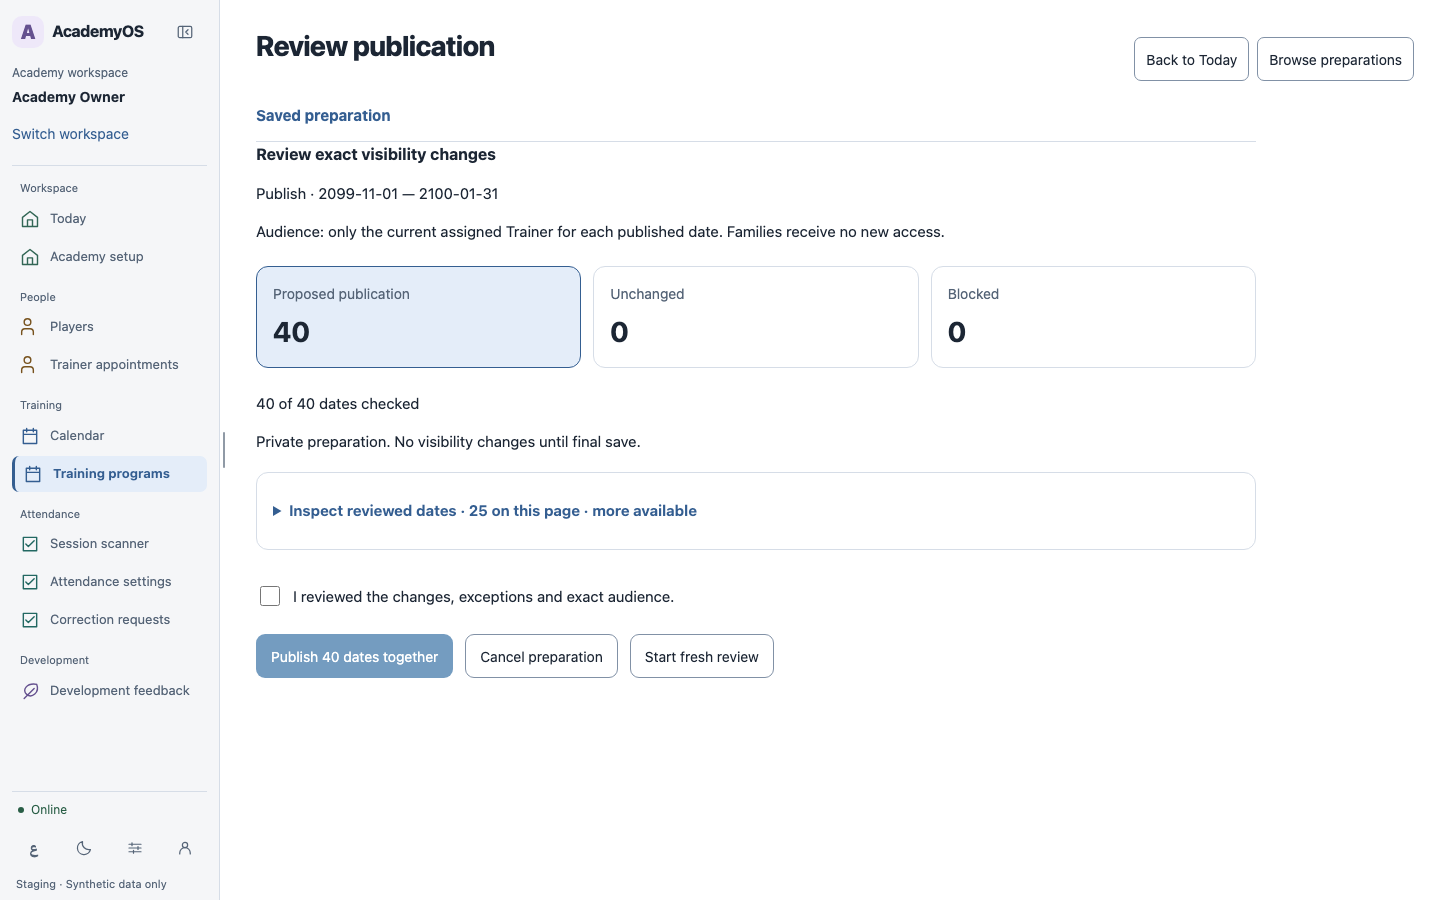 A AcademyOS
Academy workspace
Academy Owner
Switch workspace
Workspace
Today
Academy setup
People
Players
Trainer appointments
Training
Calendar
Training programs
Attendance
Session scanner
Attendance settings
Correction requests
Development
Development feedback
Online
ع
Staging · Synthetic data only
Review publication
Back to Today
Browse preparations
Saved preparation
Review exact visibility changes
Publish · 2099-11-01 — 2100-01-31
Audience: only the current assigned Trainer for each published date. Families receive no new access.
Proposed publication
40
Unchanged
0
Blocked
0
40 of 40 dates checked
Private preparation. No visibility changes until final save.
Inspect reviewed dates · 25 on this page · more available
I reviewed the changes, exceptions and exact audience.
Publish 40 dates together
Cancel preparation
Start fresh review